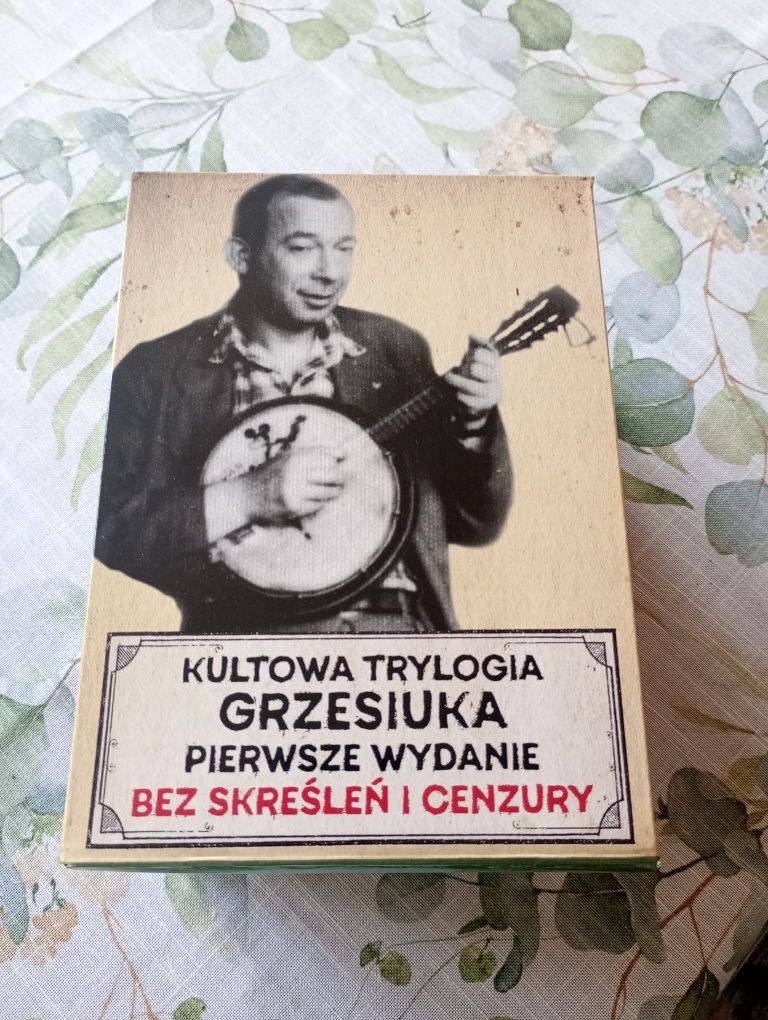 KULTOWA TRYLOGIA
GRZESIUKA
PIERWSZE WYDANIE
BEZ SKREŚLEŃ I CENZURY